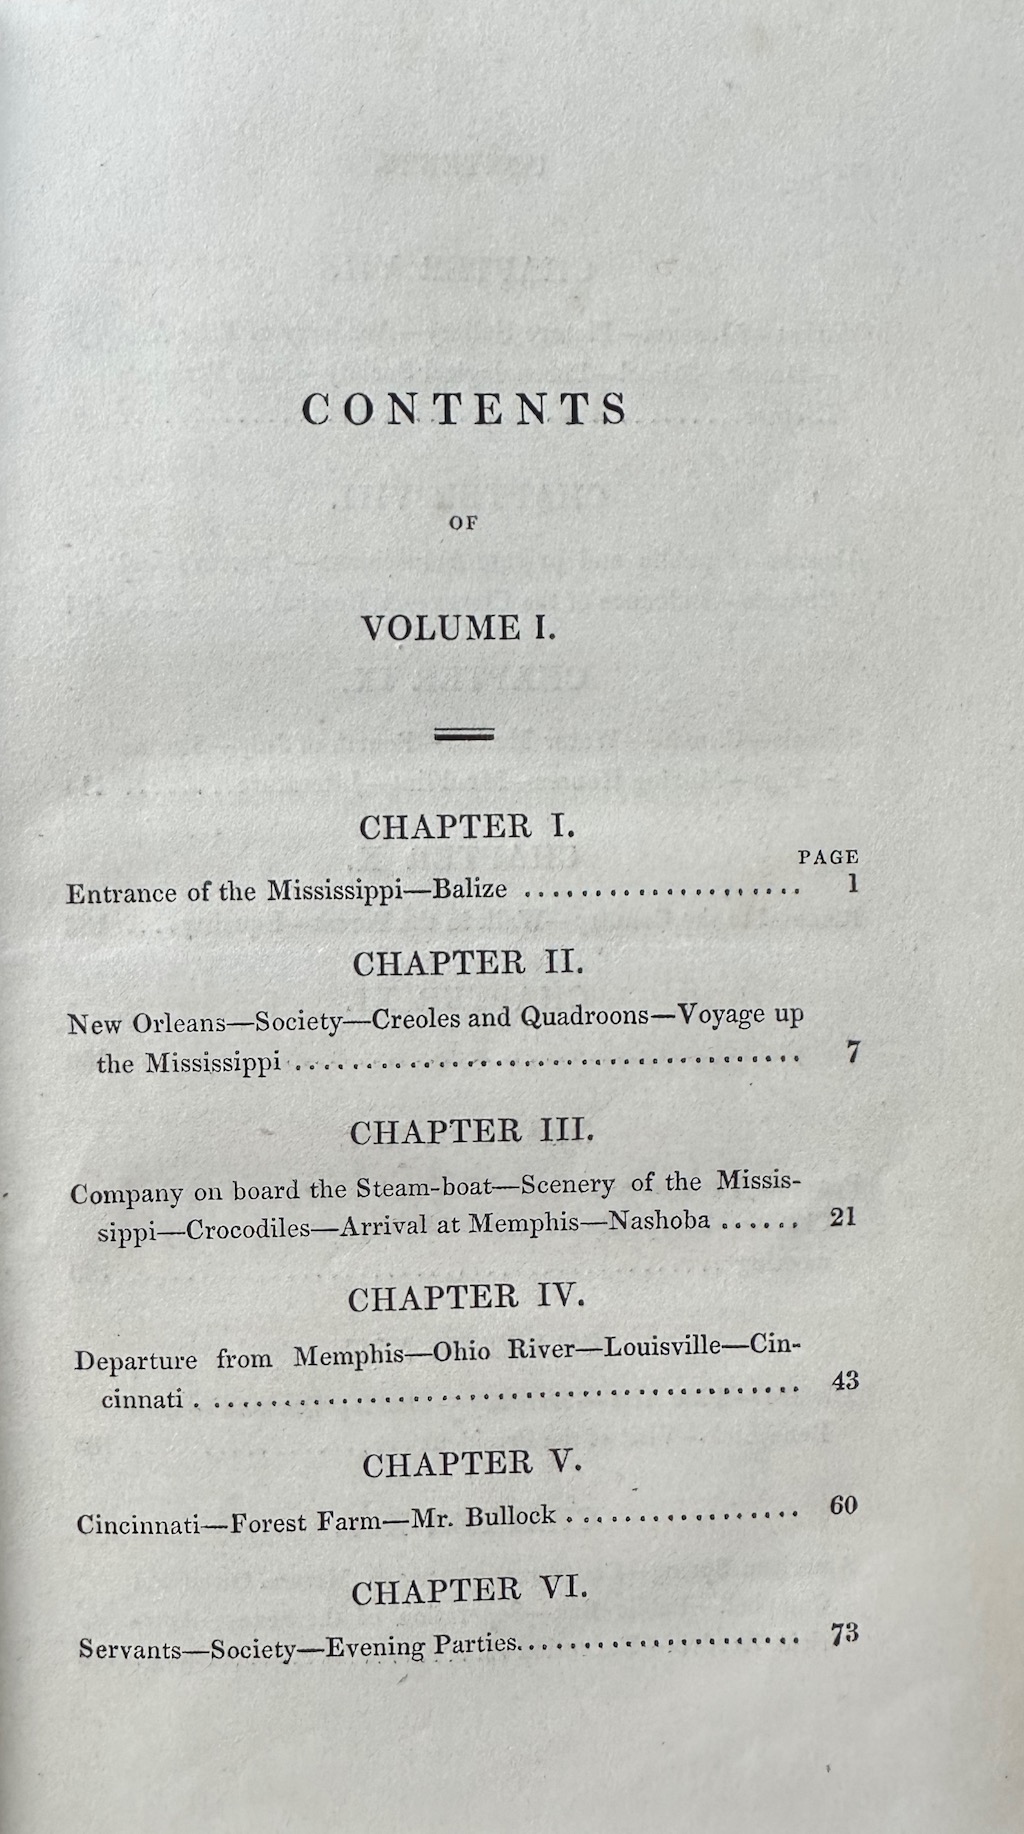 CONTENTS
OF
VOLUME I.
CHAPTER I.
PAGE
Entrance of the Mississippi—Balize .................... 1
CHAPTER II.
New Orleans—Society—Creoles and Quadroons—Voyage up
the Mississippi .................................... 7
CHAPTER III.
Company on board the Steam-boat—Scenery of the Missis-
sippi—Crocodiles—Arrival at Memphis—Nashoba ...... 21
CHAPTER IV.
Departure from Memphis—Ohio River—Louisville—Cin-
cinnati . ......................................... 43
CHAPTER V.
Cincinnati—Forest Farm—Mr. Bullock . ................ 60
CHAPTER VI.
Servants—Society—Evening Parties...................... 73